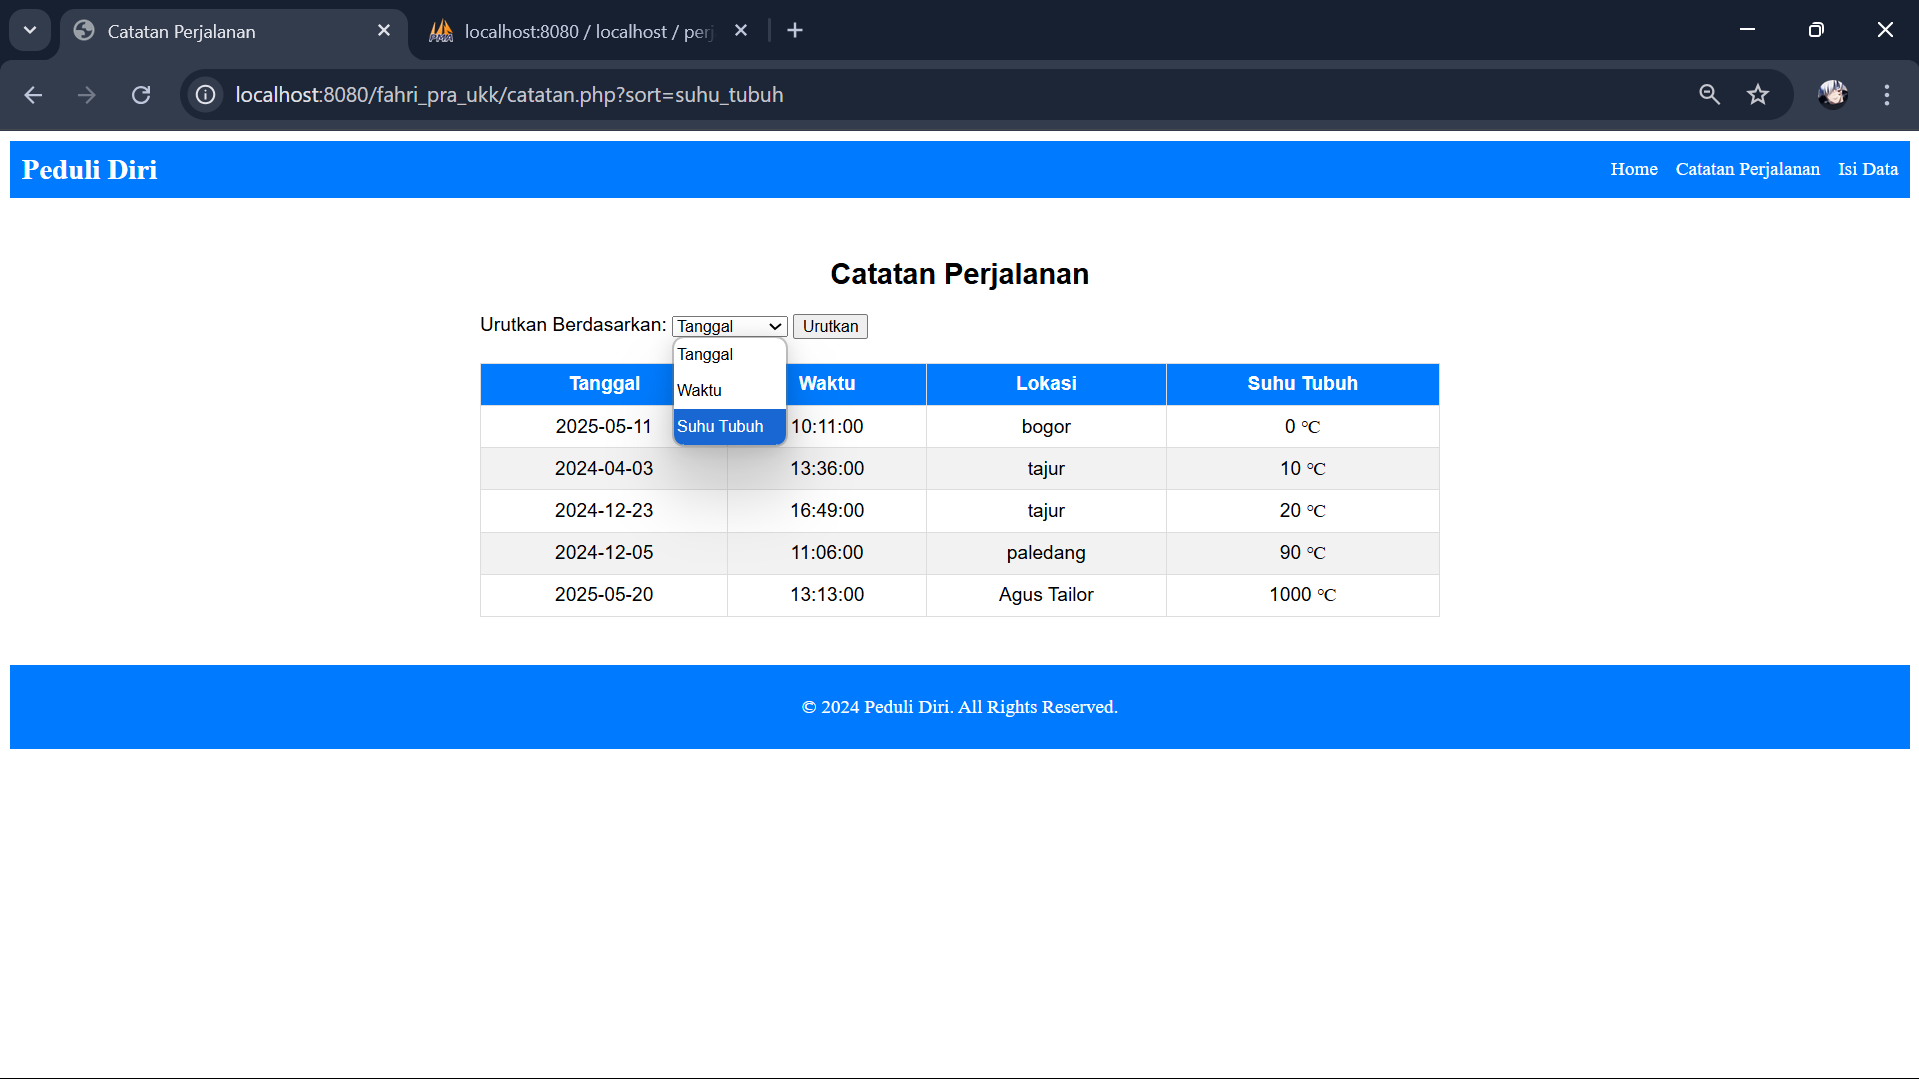 Catatan Perjalanan
localhost:8080 / localhost / perj
localhost:8080/fahri_pra_ukk/catatan.php?sort=suhu_tubuh
Peduli Diri
Home Catatan Perjalanan Isi Data
Catatan Perjalanan
Urutkan Berdasarkan: Tanggal Urutkan
Tanggal
Waktu
Suhu Tubuh
Tanggal Waktu Lokasi Suhu Tubuh
2025-05-11 10:11:00 bogor 0 °C
2024-04-03 13:36:00 tajur 10 °C
2024-12-23 16:49:00 tajur 20 °C
2024-12-05 11:06:00 paledang 90 °C
2025-05-20 13:13:00 Agus Tailor 1000 °C
© 2024 Peduli Diri. All Rights Reserved.